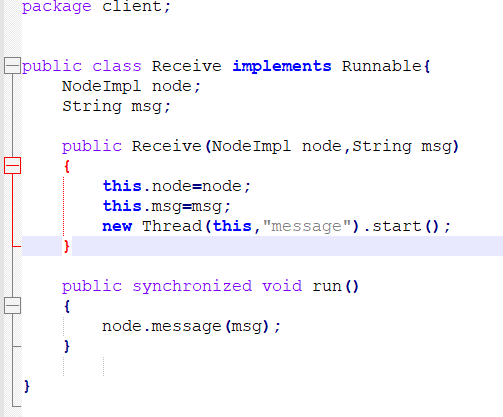 package client;
public class Receive implements Runnable{
NodeImpl node;
String msg;
public Receive(NodeImpl node,String msg)
{
this.node=node;
this.msg=msg;
new Thread(this,"message").start();
}
public synchronized void run()
{
node.message(msg);
}
}